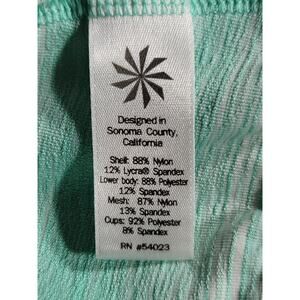 Designed in
Sonoma County,
California
Shell: 88% Nylon
12% Lycra® Spandex
Lower body: 88% Polyester
12% Spandex
Mesh: 87% Nylon
13% Spandex
Cups: 92% Polyester
8% Spandex
RN #54023